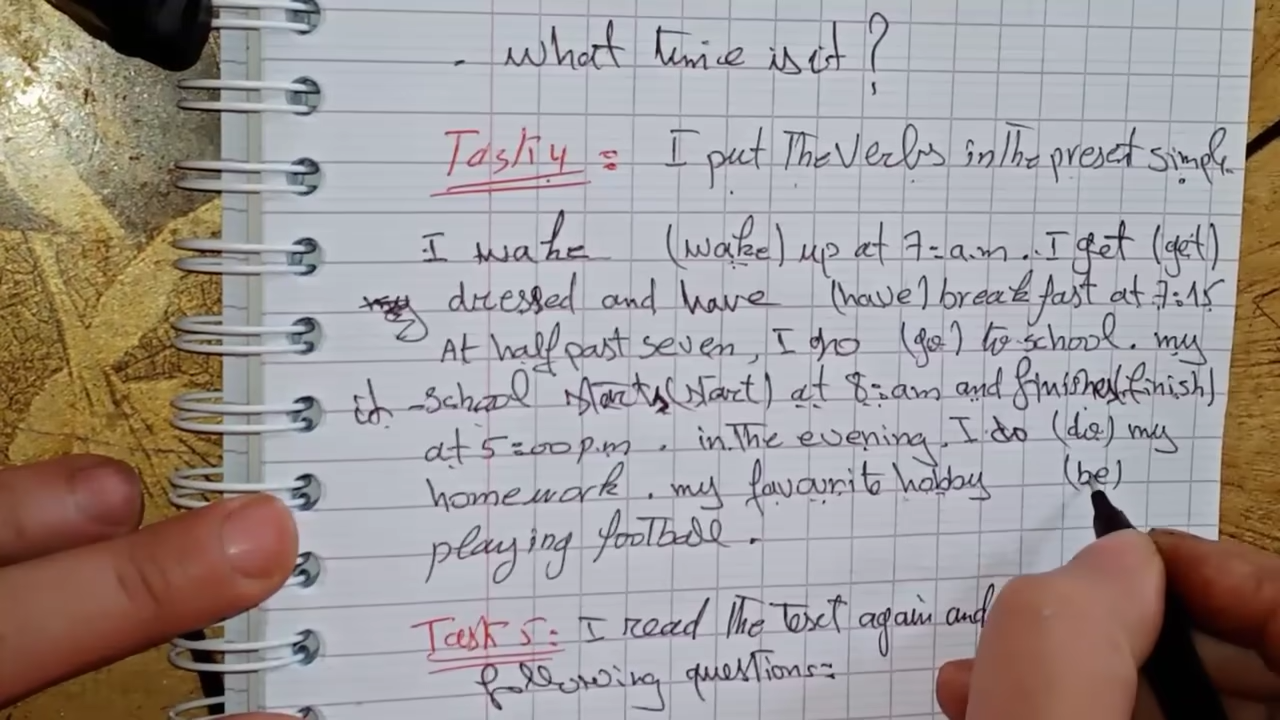 . What time is it ?
Task 4 : I put the verbs in the preset simple
I wake (wake) up at 7:a.m.. I get (get)
dressed and have (have) breakfast at 7:15
At half past seven, I go (go) to school. my
it -school starts (start) at 8:am and finishes (finish)
at 5:00 p.m. in the evening, I do (do) my
homework. my favourite hobby (be)
playing football.
Task 5: I read the text again and
following questions: